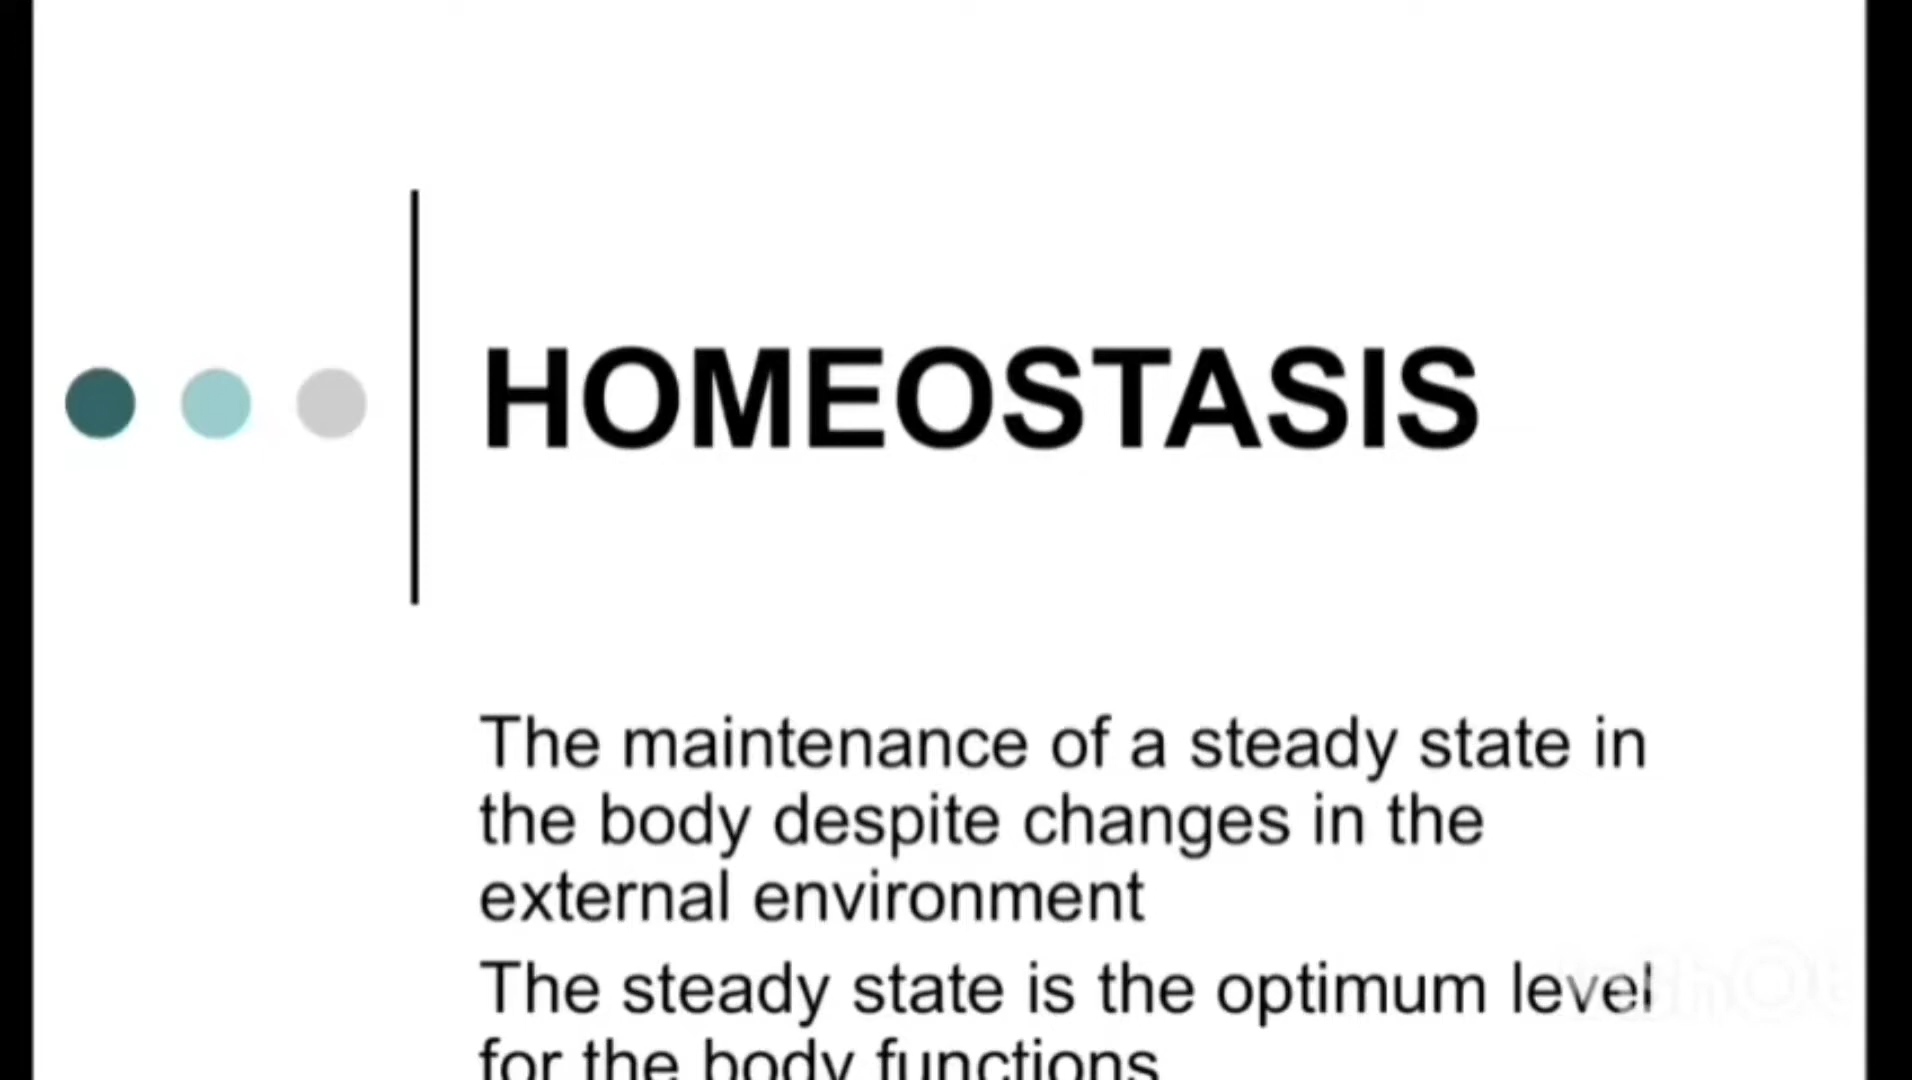 HOMEOSTASIS
The maintenance of a steady state in
the body despite changes in the
external environment
The steady state is the optimum level
for the body functions